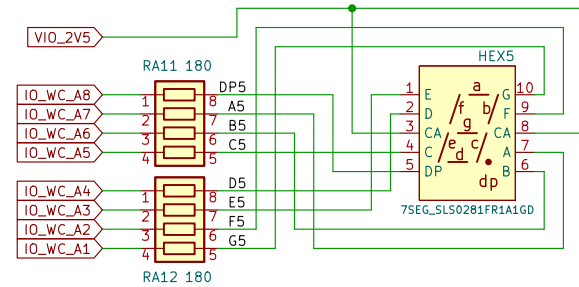 VIO_2V5
RA11 180
IO_WC_A8 1 8 DP5
IO_WC_A7 2 7 A5
IO_WC_A6 3 6 B5
IO_WC_A5 4 5 C5
IO_WC_A4 1 8 D5
IO_WC_A3 2 7 E5
IO_WC_A2 3 6 F5
IO_WC_A1 4 5 G5
RA12 180
HEX5
1 E a G 10
2 D f b F 9
3 CA g CA 8
4 C e c A 7
5 DP d B 6
dp
7SEG_SLS0281FR1A1GD